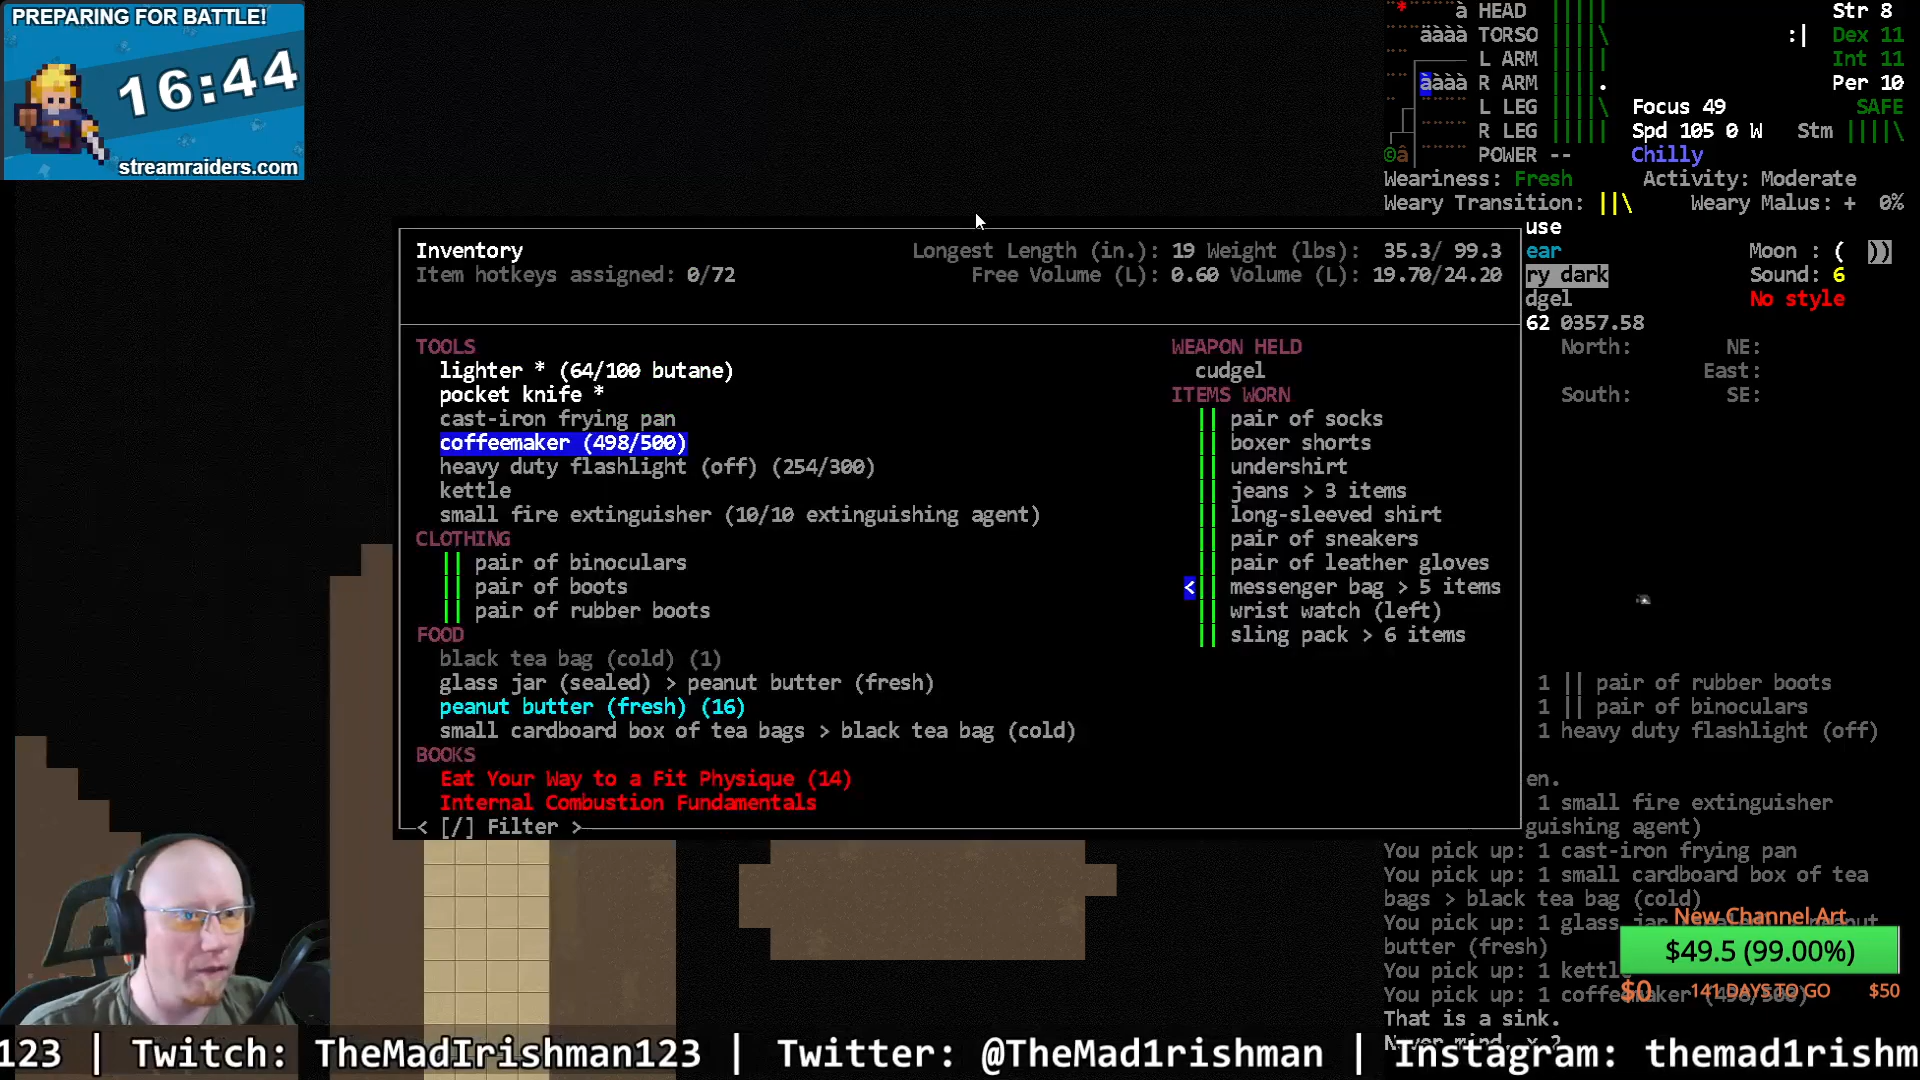 PREPARING FOR BATTLE!
16:44
streamraiders.com
à HEAD |||||
Str 8
äààà TORSO ||||\
:|
Dex 11
L ARM |||||
Int 11
äààà R ARM ||||.
Per 10
L LEG ||||\
Focus 49
SAFE
R LEG |||||
Spd 105 0 W
Stm ||||\
POWER --
Chilly
Weariness: Fresh
Activity: Moderate
Weary Transition: ||\
Weary Malus: + 0%
use
ear
Moon : ( ))
ry dark
Sound: 6
dgel
No style
62 0357.58
North:
NE:
East:
South:
SE:
Inventory
Longest Length (in.): 19 Weight (lbs): 35.3/ 99.3
Item hotkeys assigned: 0/72
Free Volume (L): 0.60 Volume (L): 19.70/24.20
TOOLS
lighter * (64/100 butane)
pocket knife *
cast-iron frying pan
coffeemaker (498/500)
heavy duty flashlight (off) (254/300)
kettle
small fire extinguisher (10/10 extinguishing agent)
CLOTHING
|| pair of binoculars
|| pair of boots
|| pair of rubber boots
FOOD
black tea bag (cold) (1)
glass jar (sealed) > peanut butter (fresh)
peanut butter (fresh) (16)
small cardboard box of tea bags > black tea bag (cold)
BOOKS
Eat Your Way to a Fit Physique (14)
Internal Combustion Fundamentals
< [/] Filter >
WEAPON HELD
cudgel
ITEMS WORN
|| pair of socks
|| boxer shorts
|| undershirt
|| jeans > 3 items
|| long-sleeved shirt
|| pair of sneakers
|| pair of leather gloves
< || messenger bag > 5 items
|| wrist watch (left)
|| sling pack > 6 items
1 || pair of rubber boots
1 || pair of binoculars
1 heavy duty flashlight (off)
en.
1 small fire extinguisher
guishing agent)
You pick up: 1 cast-iron frying pan
You pick up: 1 small cardboard box of tea
bags > black tea bag (cold)
You pick up: 1 glass jar
butter (fresh)
You pick up: 1 kettle
You pick up: 1 coffeemaker
That is a sink.
New Channel Art
$49.5 (99.00%)
$0
141 DAYS TO GO
$50
123 | Twitch: TheMadIrishman123 | Twitter: @TheMad1rishman | Instagram: themad1rishm